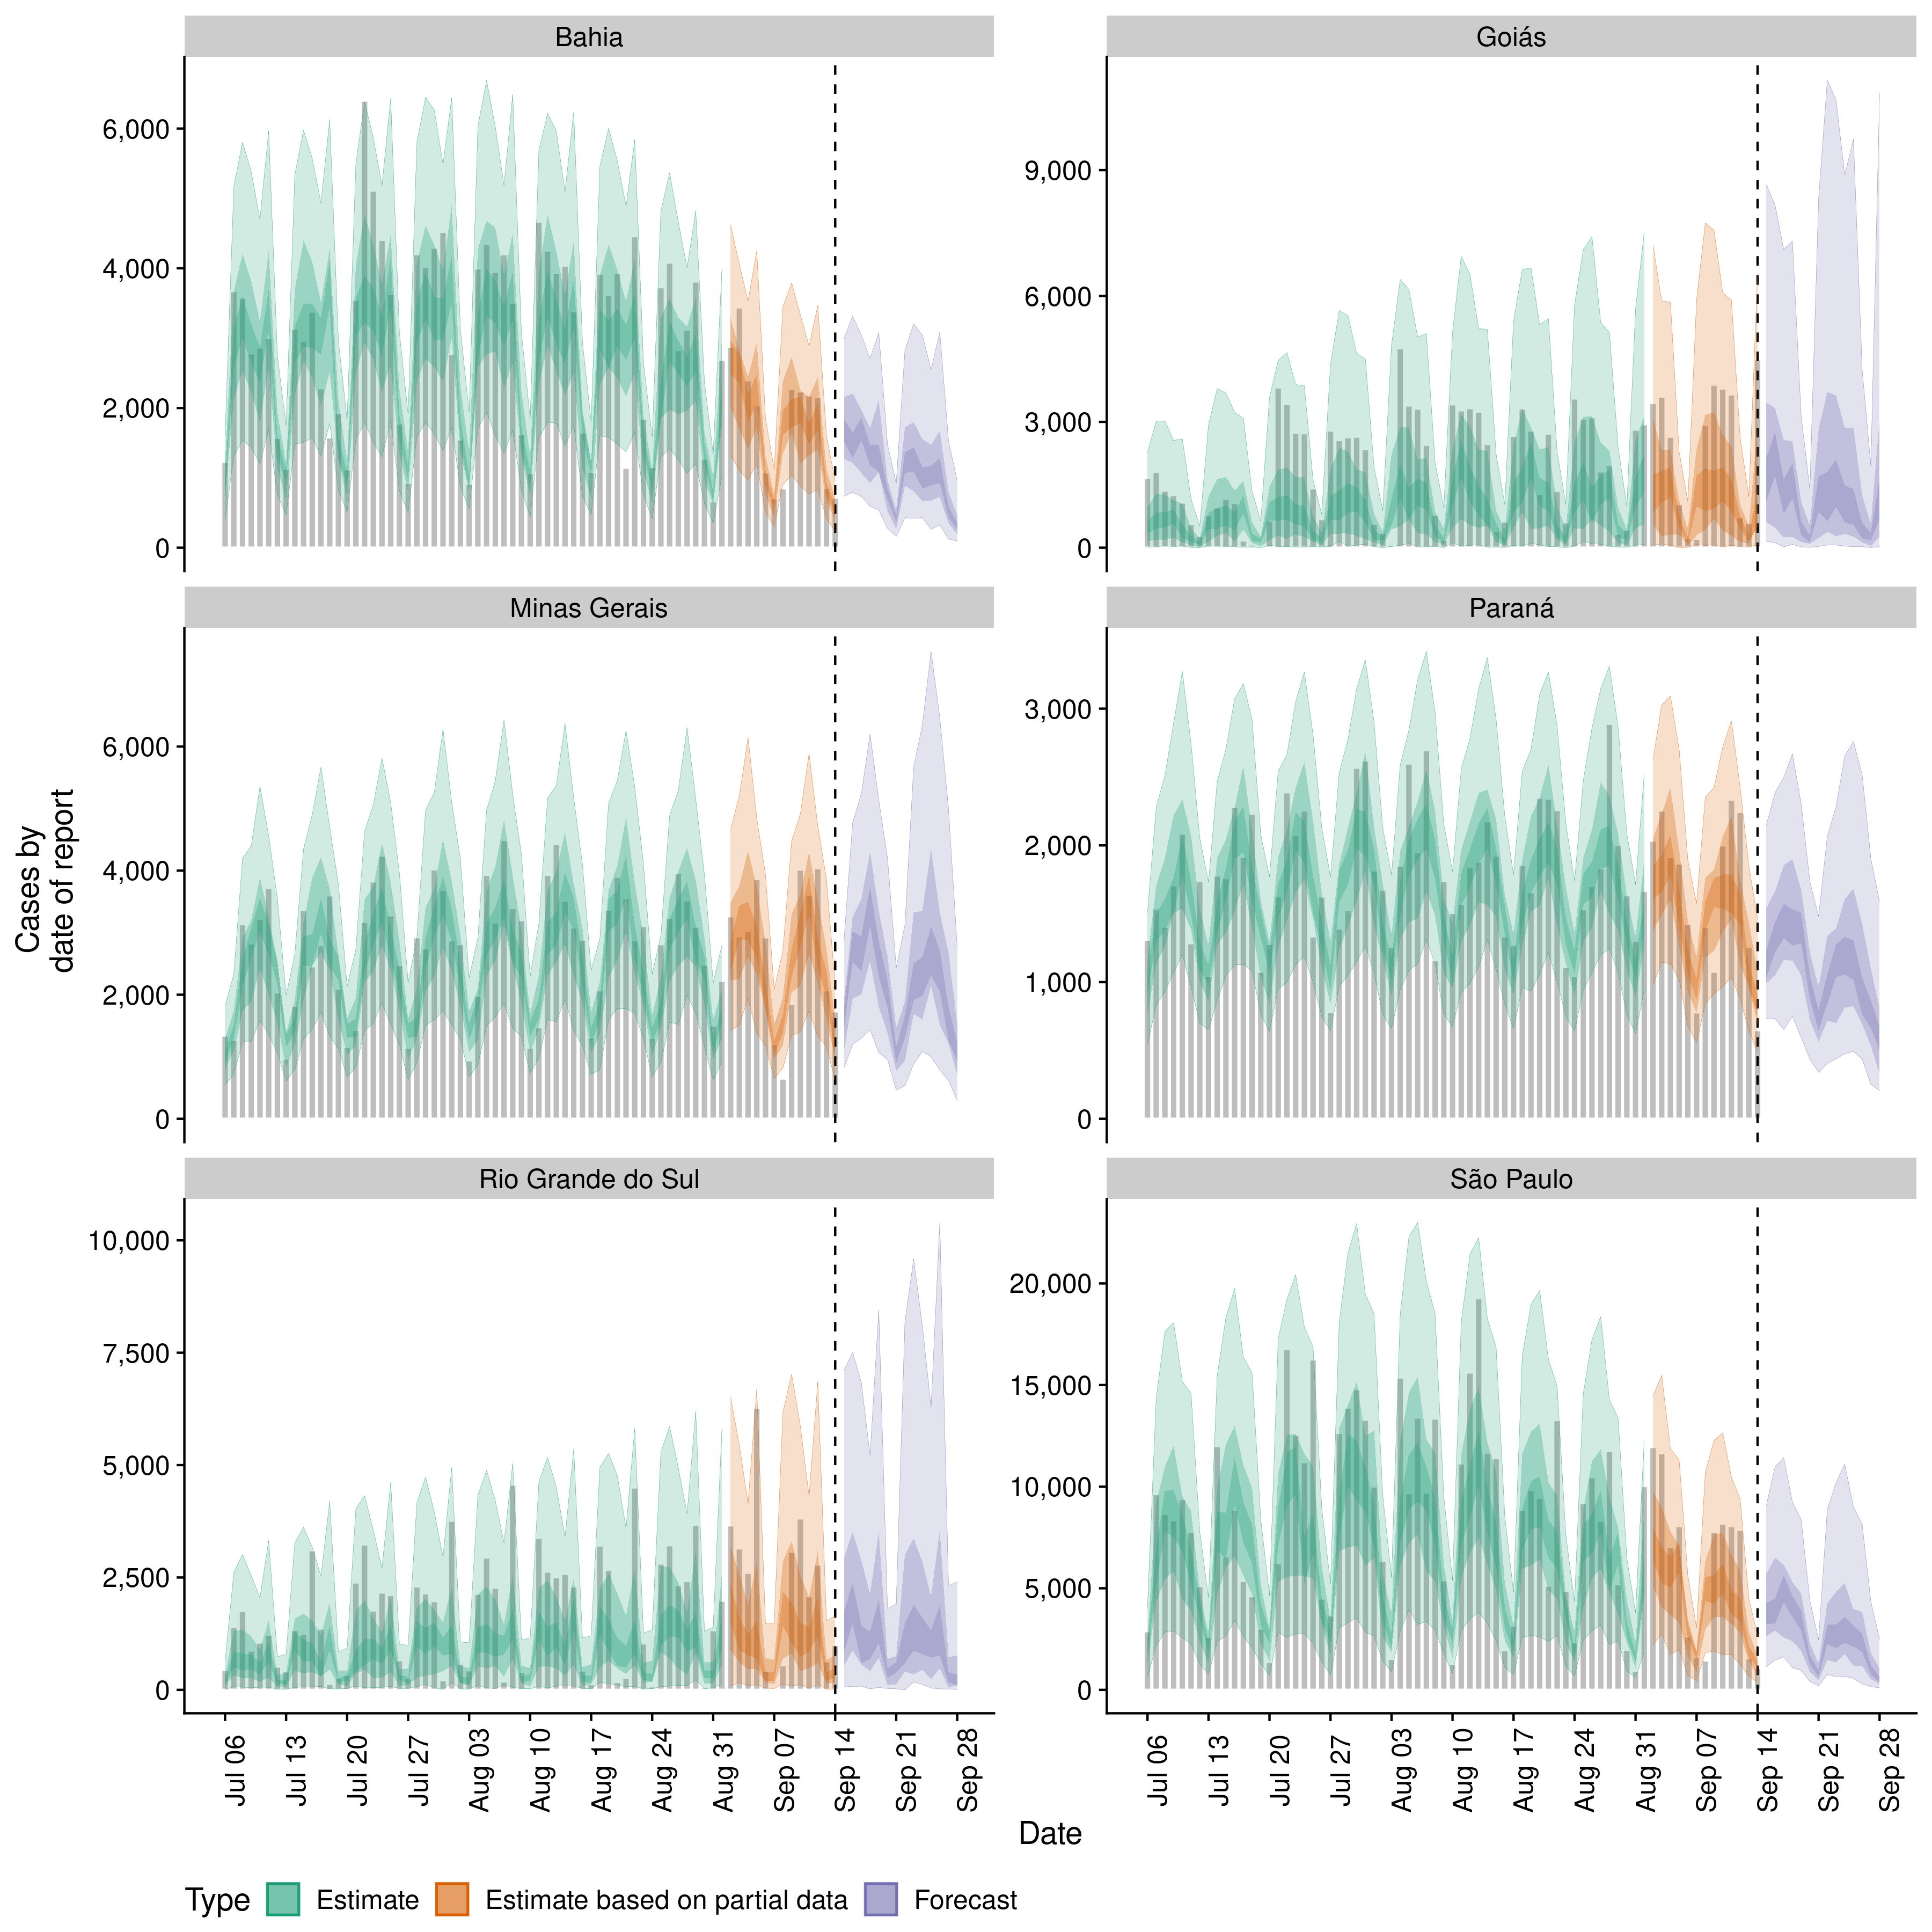 Bahia
Goiás
6,000
4,000
2,000
0
9,000
6,000
3,000
0
Minas Gerais
Paraná
6,000
4,000
2,000
0
3,000
2,000
1,000
0
Cases by
date of report
Rio Grande do Sul
São Paulo
10,000
7,500
5,000
2,500
0
20,000
15,000
10,000
5,000
0
Jul 06
Jul 13
Jul 20
Jul 27
Aug 03
Aug 10
Aug 17
Aug 24
Aug 31
Sep 07
Sep 14
Sep 21
Sep 28
Jul 06
Jul 13
Jul 20
Jul 27
Aug 03
Aug 10
Aug 17
Aug 24
Aug 31
Sep 07
Sep 14
Sep 21
Sep 28
Date
Type
Estimate
Estimate based on partial data
Forecast